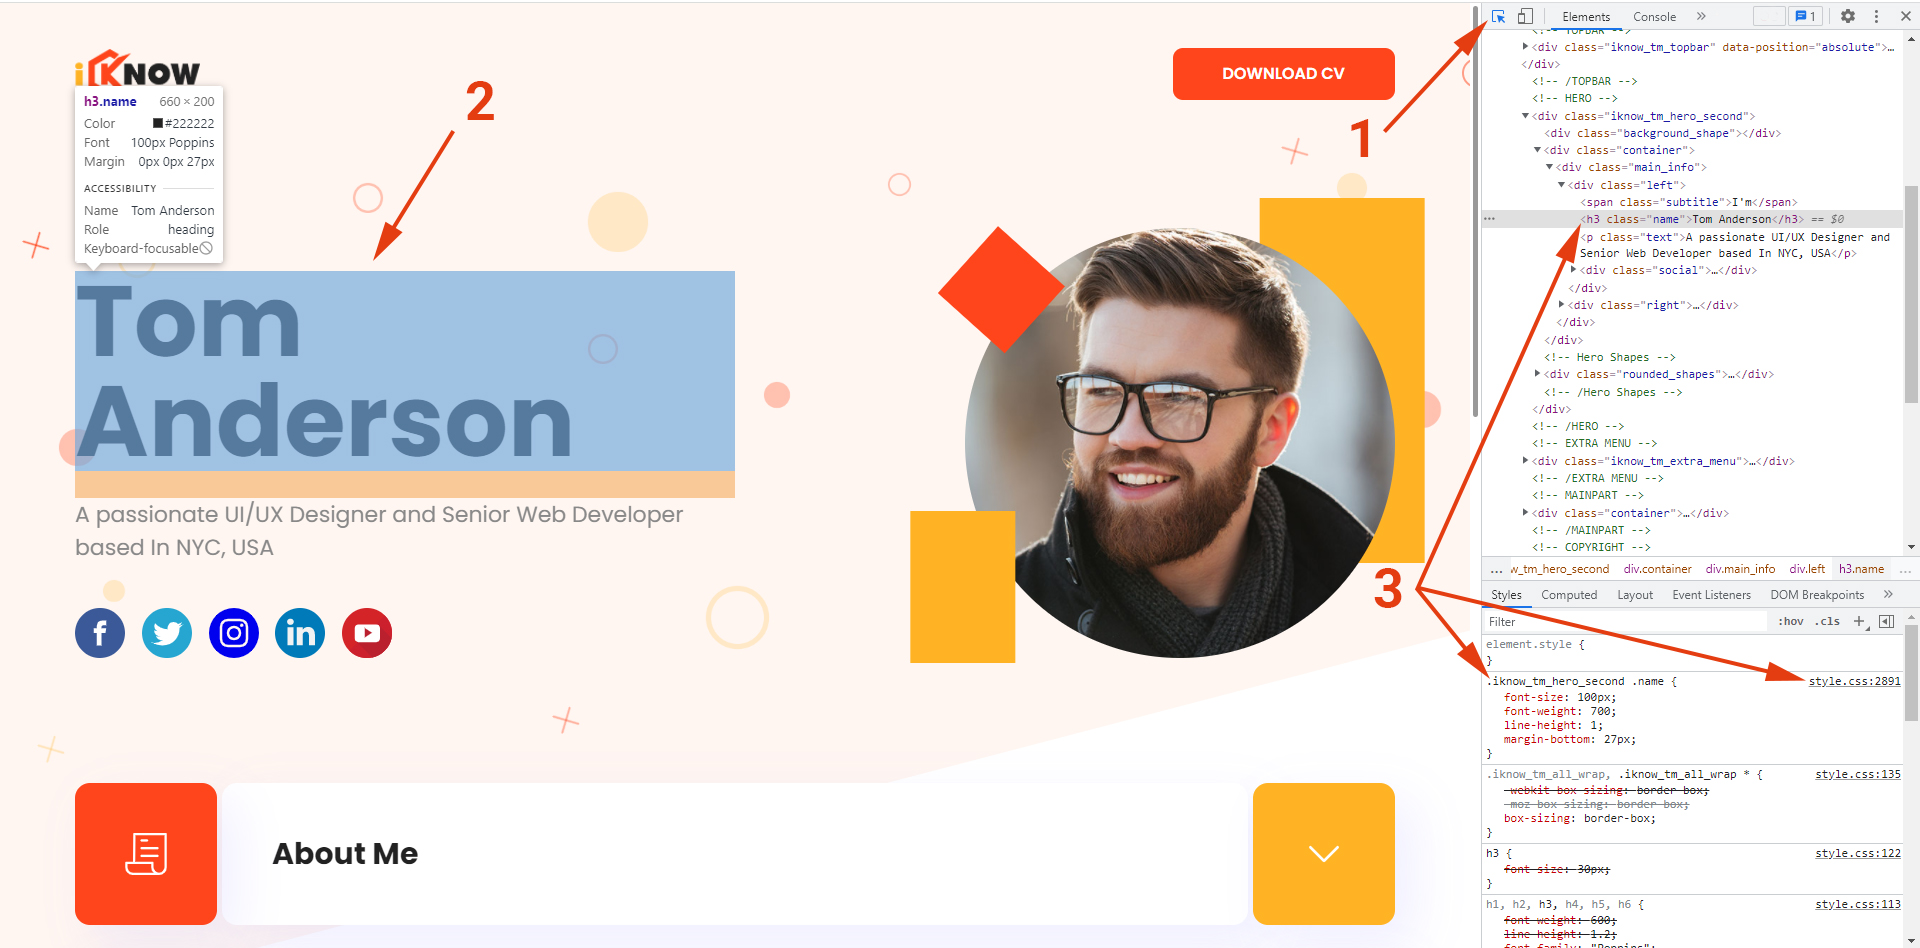 iKNOW
DOWNLOAD CV
h3.name 660 × 200
Color #222222
Font 100px Poppins
Margin 0px 0px 27px
ACCESSIBILITY
Name Tom Anderson
Role heading
Keyboard-focusable
2
1
Tom
Anderson
A passionate UI/UX Designer and Senior Web Developer
based In NYC, USA
3
About Me
Elements Console » 1
<!-- TOPBAR -->
<div class="iknow_tm_topbar" data-position="absolute">…
</div>
<!-- /TOPBAR -->
<!-- HERO -->
<div class="iknow_tm_hero_second">
<div class="background_shape"></div>
<div class="container">
<div class="main_info">
<div class="left">
<span class="subtitle">I'm</span>
<h3 class="name">Tom Anderson</h3> == $0
<p class="text">A passionate UI/UX Designer and
Senior Web Developer based In NYC, USA</p>
<div class="social">…</div>
</div>
<div class="right">…</div>
</div>
</div>
<!-- Hero Shapes -->
<div class="rounded_shapes">…</div>
<!-- /Hero Shapes -->
</div>
<!-- /HERO -->
<!-- EXTRA MENU -->
<div class="iknow_tm_extra_menu">…</div>
<!-- /EXTRA MENU -->
<!-- MAINPART -->
<div class="container">…</div>
<!-- /MAINPART -->
<!-- COPYRIGHT -->
... w_tm_hero_second div.container div.main_info div.left h3.name ...
Styles Computed Layout Event Listeners DOM Breakpoints »
Filter :hov .cls +
element.style {
}
.iknow_tm_hero_second .name { style.css:2891
font-size: 100px;
font-weight: 700;
line-height: 1;
margin-bottom: 27px;
}
.iknow_tm_all_wrap, .iknow_tm_all_wrap * { style.css:135
-webkit-box-sizing: border-box;
-moz-box-sizing: border-box;
box-sizing: border-box;
}
h3 { style.css:122
font-size: 30px;
}
h1, h2, h3, h4, h5, h6 { style.css:113
font-weight: 600;
line-height: 1.2;
font-family: "Poppins";